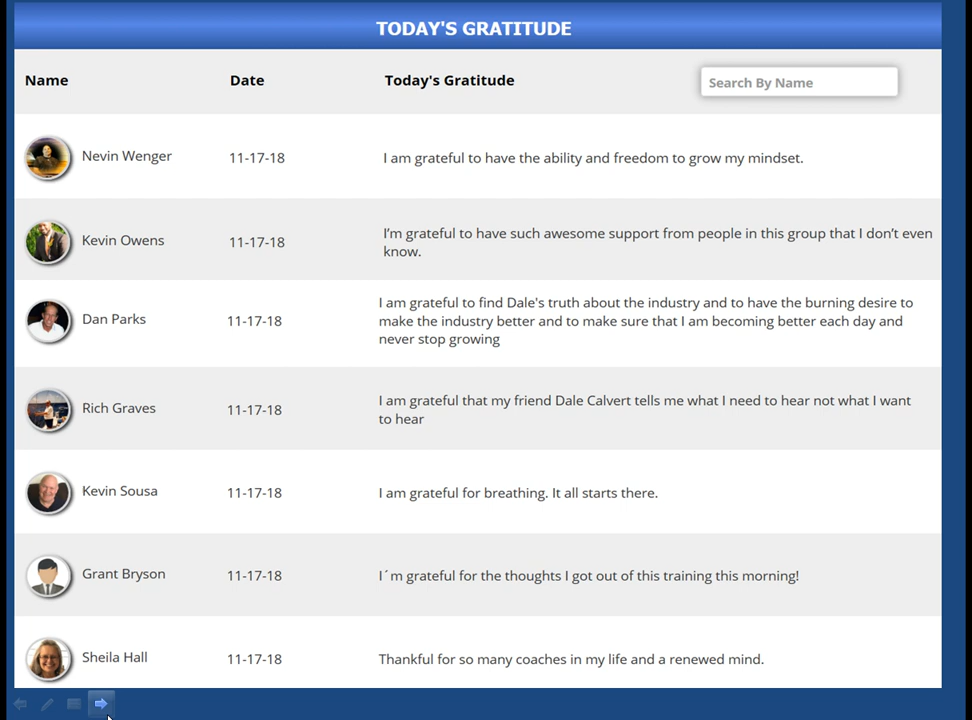 TODAY'S GRATITUDE
Name Date Today's Gratitude Search By Name
Nevin Wenger 11-17-18 I am grateful to have the ability and freedom to grow my mindset.
Kevin Owens 11-17-18 I’m grateful to have such awesome support from people in this group that I don’t even
know.
Dan Parks 11-17-18 I am grateful to find Dale's truth about the industry and to have the burning desire to
make the industry better and to make sure that I am becoming better each day and
never stop growing
Rich Graves 11-17-18 I am grateful that my friend Dale Calvert tells me what I need to hear not what I want
to hear
Kevin Sousa 11-17-18 I am grateful for breathing. It all starts there.
Grant Bryson 11-17-18 I´m grateful for the thoughts I got out of this training this morning!
Sheila Hall 11-17-18 Thankful for so many coaches in my life and a renewed mind.